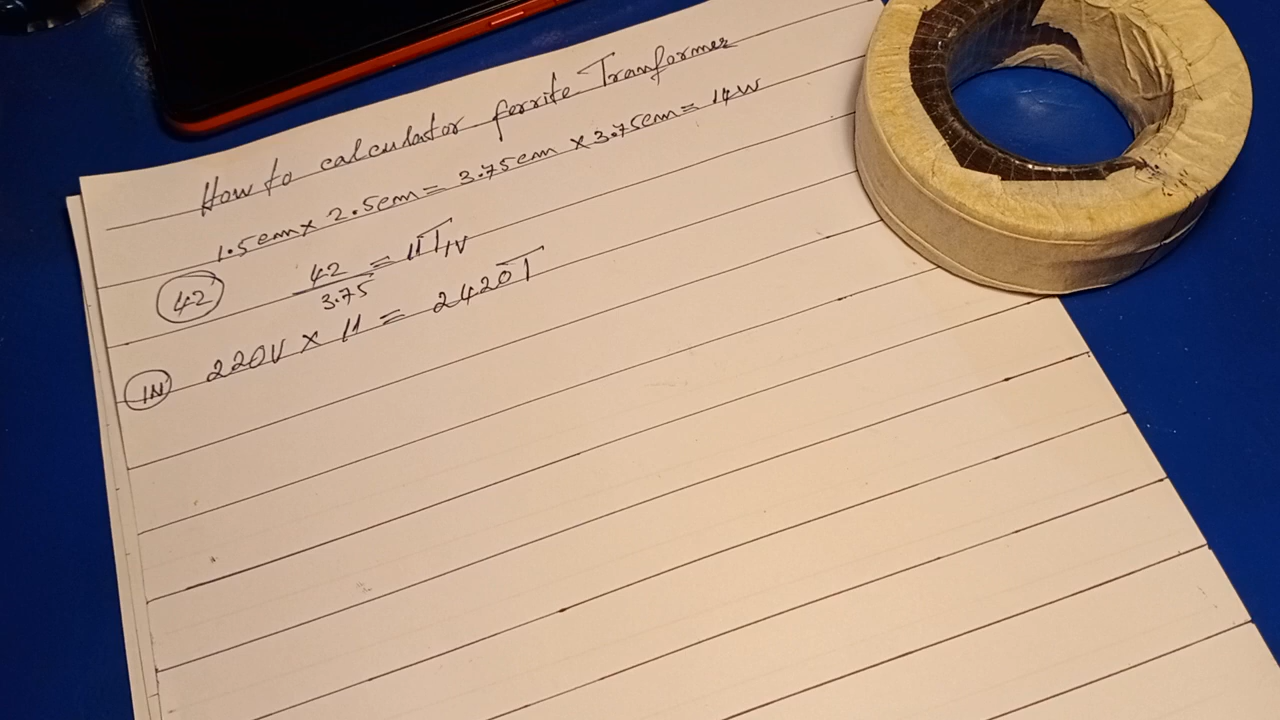 How to calculator ferrite Tranformer
1.5cm x 2.5cm = 3.75cm x 3.75cm = 14W
42 42/3.75 = 11T/V
IN 220V x 11 = 2420T